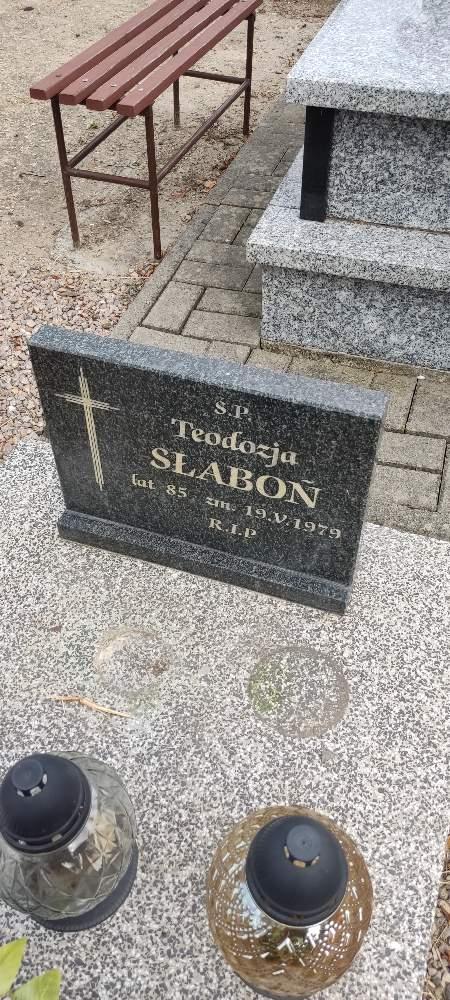 Ś.P.
Teodozja
SŁABOŃ
lat 85 zm. 19.V.1979
R.I.P